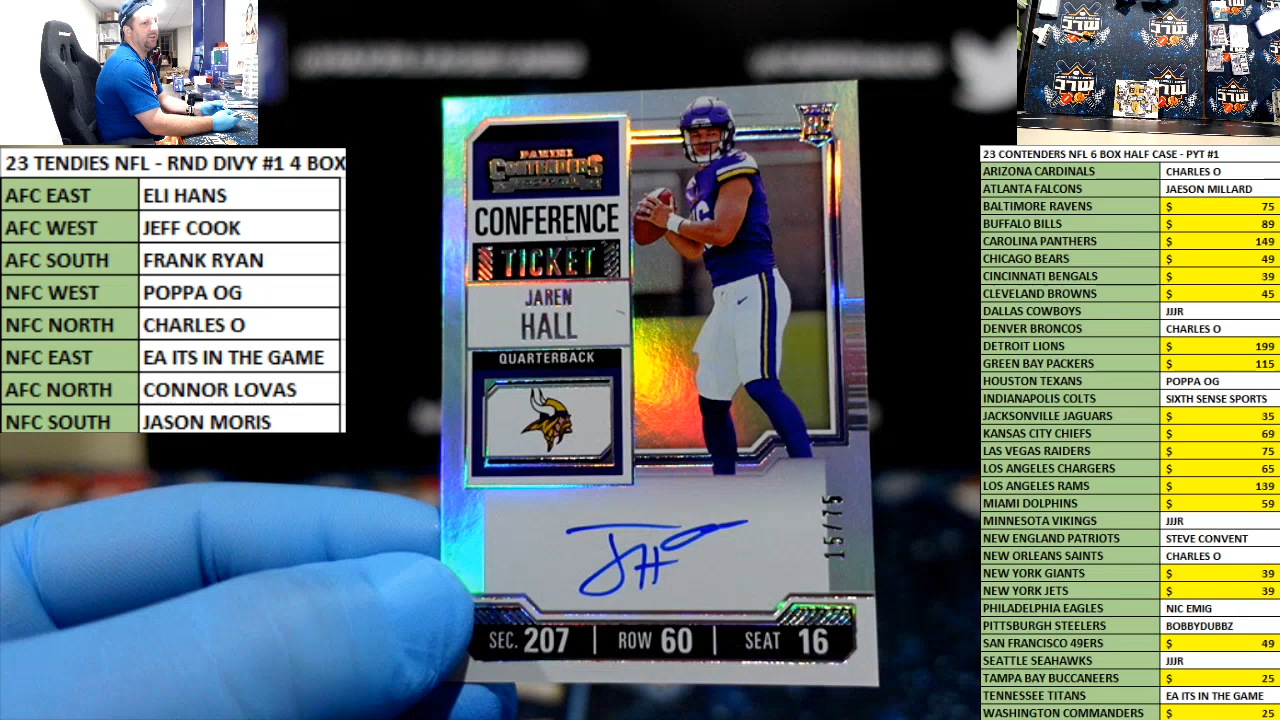 23 TENDIES NFL - RND DIVY #1 4 BOX
AFC EAST ELI HANS
AFC WEST JEFF COOK
AFC SOUTH FRANK RYAN
NFC WEST POPPA OG
NFC NORTH CHARLES O
NFC EAST EA ITS IN THE GAME
AFC NORTH CONNOR LOVAS
NFC SOUTH JASON MORIS
PANINI
CONTENDERS
CONFERENCE
TICKET
JAREN
HALL
QUARTERBACK
15/75
SEC. 207 | ROW 60 | SEAT 16
23 CONTENDERS NFL 6 BOX HALF CASE - PYT #1
ARIZONA CARDINALS CHARLES O
ATLANTA FALCONS JAESON MILLARD
BALTIMORE RAVENS $ 75
BUFFALO BILLS $ 89
CAROLINA PANTHERS $ 149
CHICAGO BEARS $ 49
CINCINNATI BENGALS $ 39
CLEVELAND BROWNS $ 45
DALLAS COWBOYS JJJR
DENVER BRONCOS CHARLES O
DETROIT LIONS $ 199
GREEN BAY PACKERS $ 115
HOUSTON TEXANS POPPA OG
INDIANAPOLIS COLTS SIXTH SENSE SPORTS
JACKSONVILLE JAGUARS $ 35
KANSAS CITY CHIEFS $ 69
LAS VEGAS RAIDERS $ 75
LOS ANGELES CHARGERS $ 65
LOS ANGELES RAMS $ 139
MIAMI DOLPHINS $ 59
MINNESOTA VIKINGS JJJR
NEW ENGLAND PATRIOTS STEVE CONVENT
NEW ORLEANS SAINTS CHARLES O
NEW YORK GIANTS $ 39
NEW YORK JETS $ 39
PHILADELPHIA EAGLES NIC EMIG
PITTSBURGH STEELERS BOBBYDUBBZ
SAN FRANCISCO 49ERS $ 49
SEATTLE SEAHAWKS JJJR
TAMPA BAY BUCCANEERS $ 25
TENNESSEE TITANS EA ITS IN THE GAME
WASHINGTON COMMANDERS $ 25